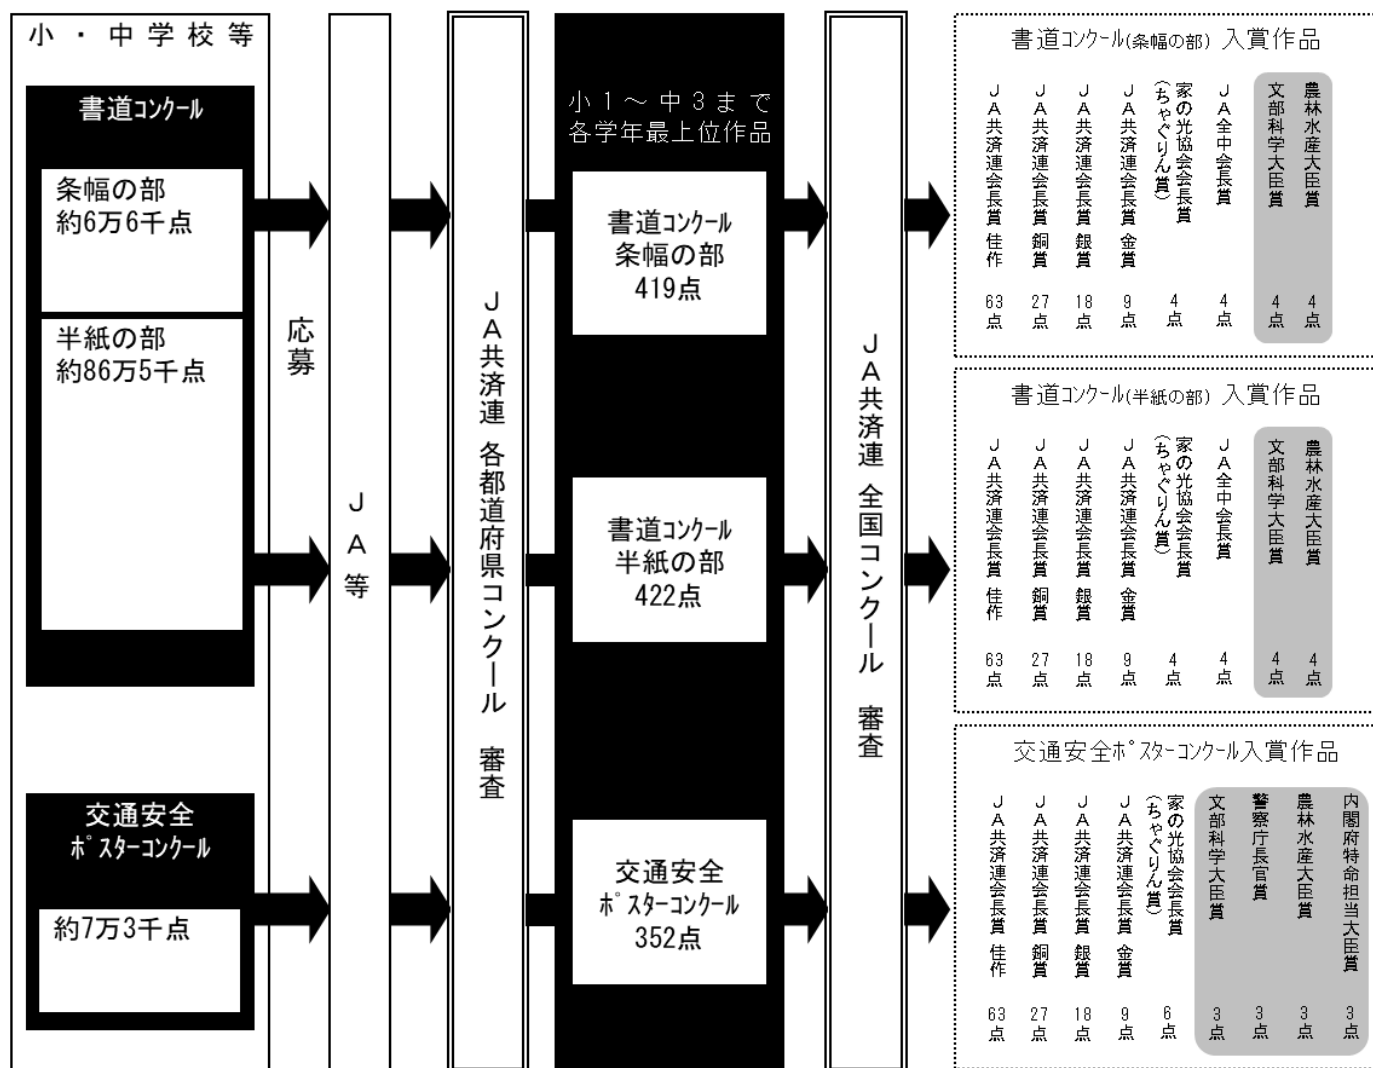 小・中学校等
書道ｺﾝｸｰﾙ
条幅の部
約6万6千点
半紙の部
約86万5千点
交通安全
ﾎﾟｽﾀｰｺﾝｸｰﾙ
約7万3千点
応募
ＪＡ等
ＪＡ共済連 各都道府県コンクール 審査
小１～中３まで
各学年最上位作品
書道ｺﾝｸｰﾙ
条幅の部
419点
書道ｺﾝｸｰﾙ
半紙の部
422点
交通安全
ﾎﾟｽﾀｰｺﾝｸｰﾙ
352点
ＪＡ共済連 全国コンクール 審査
書道ｺﾝｸｰﾙ(条幅の部) 入賞作品
農林水産大臣賞 4点
文部科学大臣賞 4点
ＪＡ全中会長賞 4点
家の光協会会長賞
（ちゃぐりん賞） 4点
ＪＡ共済連会長賞 金賞 9点
ＪＡ共済連会長賞 銀賞 18点
ＪＡ共済連会長賞 銅賞 27点
ＪＡ共済連会長賞 佳作 63点
書道ｺﾝｸｰﾙ(半紙の部) 入賞作品
農林水産大臣賞 4点
文部科学大臣賞 4点
ＪＡ全中会長賞 4点
家の光協会会長賞
（ちゃぐりん賞） 4点
ＪＡ共済連会長賞 金賞 9点
ＪＡ共済連会長賞 銀賞 18点
ＪＡ共済連会長賞 銅賞 27点
ＪＡ共済連会長賞 佳作 63点
交通安全ﾎﾟｽﾀｰｺﾝｸｰﾙ入賞作品
内閣府特命担当大臣賞 3点
農林水産大臣賞 3点
警察庁長官賞 3点
文部科学大臣賞 3点
家の光協会会長賞
（ちゃぐりん賞） 6点
ＪＡ共済連会長賞 金賞 9点
ＪＡ共済連会長賞 銀賞 18点
ＪＡ共済連会長賞 銅賞 27点
ＪＡ共済連会長賞 佳作 63点